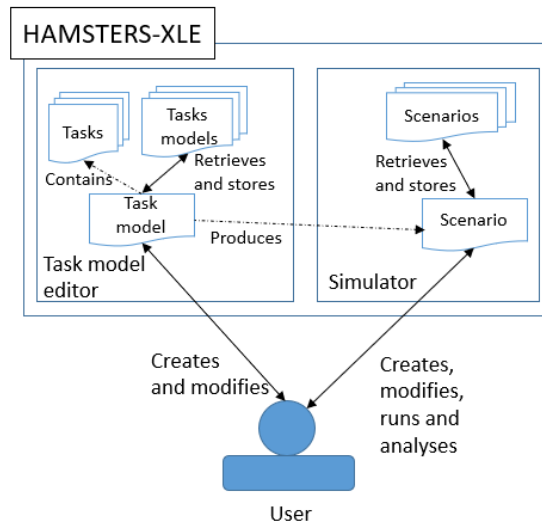 HAMSTERS-XLE
Tasks
Tasks
models
Contains
Retrieves
and stores
Task
model
Produces
Task model
editor
Scenarios
Retrieves
and stores
Scenario
Simulator
Creates
and modifies
Creates,
modifies,
runs and
analyses
User